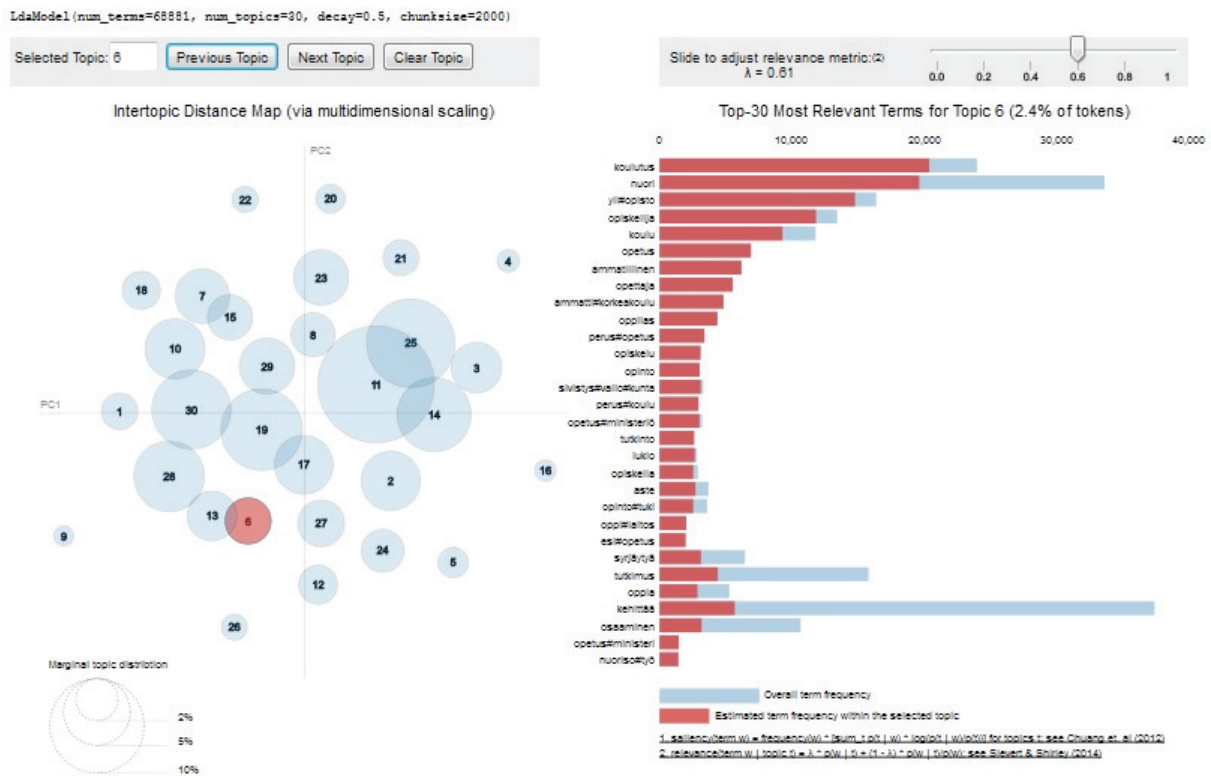 LdaModel(num_terms=68881, num_topics=30, decay=0.5, chunksize=2000)
Selected Topic: 6 Previous Topic Next Topic Clear Topic
Slide to adjust relevance metric:(2)
λ = 0.61
0.0 0.2 0.4 0.6 0.8 1
Intertopic Distance Map (via multidimensional scaling)
PC2
PC1
22
20
21
4
23
18
7
15
8
25
10
29
3
11
1
30
14
19
17
16
28
2
13
6
27
9
24
5
12
26
Marginal topic distribtion
2%
5%
10%
Top-30 Most Relevant Terms for Topic 6 (2.4% of tokens)
0 10,000 20,000 30,000 40,000
koulutus
nuori
yli#opisto
opiskelija
koulu
opetus
ammatillinen
opettaja
ammatti#korkeakoulu
oppilas
perus#opetus
opiskelu
opinto
sivistys#valio#kunta
perus#koulu
opetus#ministeriö
tutkinto
lukio
opiskella
aste
opinto#tuki
oppi#laitos
esi#opetus
syrjäytyä
tutkimus
oppia
kehittää
osaaminen
opetus#ministeri
nuoriso#työ
Overall term frequency
Estimated term frequency within the selected topic
1. saliency(term w) = frequency(w) * [sum_t p(t | w) * log(p(t | w)/p(t))] for topics t; see Chuang et. al (2012)
2. relevance(term w | topic t) = λ * p(w | t) + (1 - λ) * p(w | t)/p(w); see Sievert & Shirley (2014)